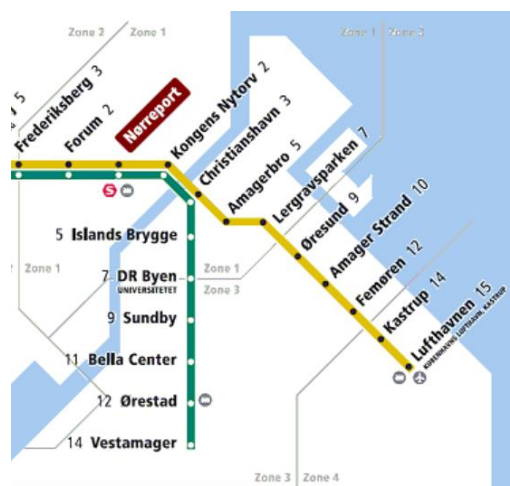 Zone 2
Zone 1
Zone 1
Zone 3
5
Frederiksberg 3
Forum 2
Nørreport
Kongens Nytorv 2
Christianshavn 3
Amagerbro 5
Lergravsparken 7
Øresund 9
Amager Strand 10
Femøren 12
Kastrup 14
Lufthavnen 15
KØBENHAVNS LUFTHAVN, KASTRUP
S
5 Islands Brygge
2
Zone 1
7 DR Byen
UNIVERSITETET
Zone 1
Zone 3
9 Sundby
11 Bella Center
12 Ørestad
14 Vestamager
Zone 3
Zone 4